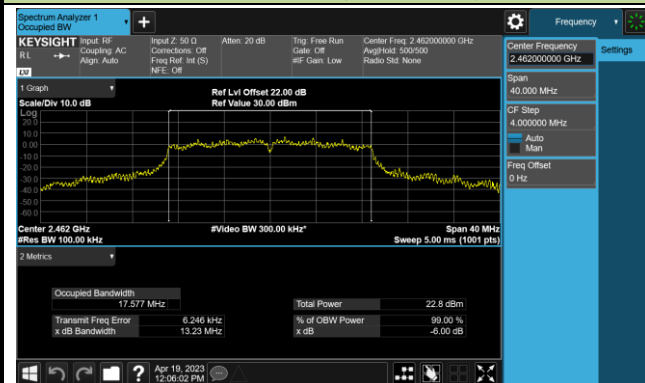 Spectrum Analyzer 1
Occupied BW
Frequency
KEYSIGHT
Input: RF
Coupling: AC
Align: Auto
Input Z: 50 Ω
Corrections: Off
Freq Ref: Int (S)
NFE: Off
Atten: 20 dB
Trig: Free Run
Gate: Off
#IF Gain: Low
Center Freq: 2.462000000 GHz
Avg|Hold: 500/500
Radio Std: None
R L
LXI
Center Frequency
2.462000000 GHz
Settings
Span
40.000 MHz
CF Step
4.000000 MHz
Auto
Man
Freq Offset
0 Hz
1 Graph
Scale/Div 10.0 dB
Ref Lvl Offset 22.00 dB
Ref Value 30.00 dBm
Log
20.0
10.0
0.00
-10.0
-20.0
-30.0
-40.0
-50.0
-60.0
Center 2.462 GHz
#Res BW 100.00 kHz
#Video BW 300.00 kHz*
Span 40 MHz
Sweep 5.00 ms (1001 pts)
2 Metrics
Occupied Bandwidth
17.577 MHz
Total Power 22.8 dBm
Transmit Freq Error 6.246 kHz
% of OBW Power 99.00 %
x dB Bandwidth 13.23 MHz
x dB -6.00 dB
?
Apr 19, 2023
12:06:02 PM